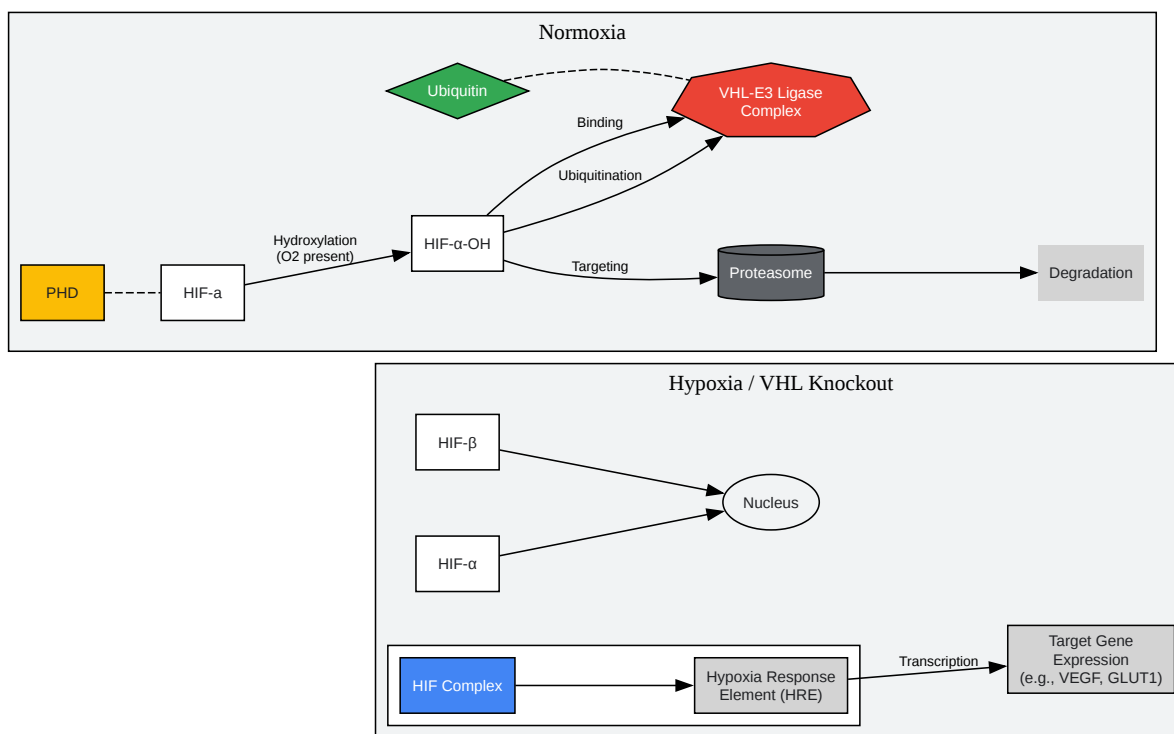 Normoxia
Ubiquitin
VHL-E3 Ligase
Complex
Binding
Ubiquitination
Hydroxylation
(O2 present)
HIF-α-OH
Targeting
Proteasome
Degradation
PHD
HIF-a
Hypoxia / VHL Knockout
HIF-β
Nucleus
HIF-α
HIF Complex
Hypoxia Response
Element (HRE)
Transcription
Target Gene
Expression
(e.g., VEGF, GLUT1)